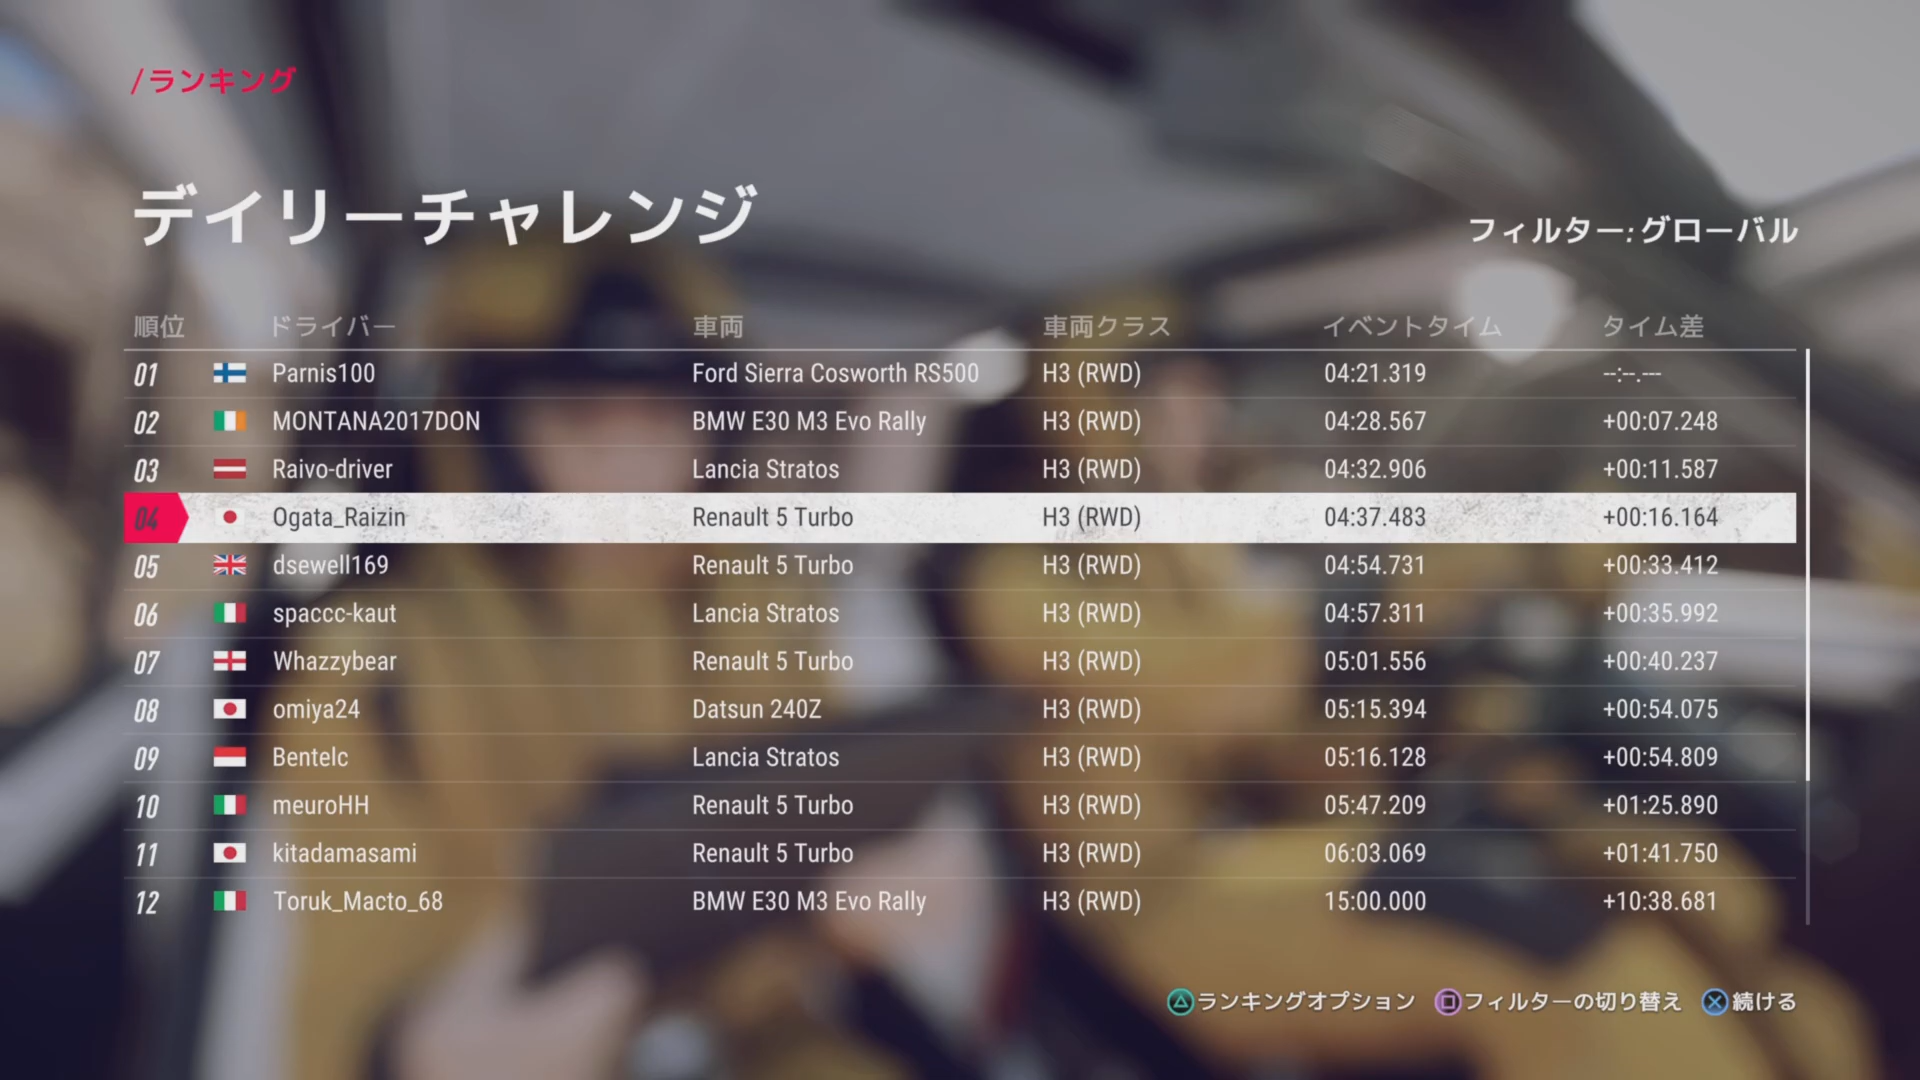 /ランキング
デイリーチャレンジ
フィルター:グローバル
順位 ドライバー 車両 車両クラス イベントタイム タイム差
01 Parnis100 Ford Sierra Cosworth RS500 H3 (RWD) 04:21.319 --:--.---
02 MONTANA2017DON BMW E30 M3 Evo Rally H3 (RWD) 04:28.567 +00:07.248
03 Raivo-driver Lancia Stratos H3 (RWD) 04:32.906 +00:11.587
04 Ogata_Raizin Renault 5 Turbo H3 (RWD) 04:37.483 +00:16.164
05 dsewell169 Renault 5 Turbo H3 (RWD) 04:54.731 +00:33.412
06 spaccc-kaut Lancia Stratos H3 (RWD) 04:57.311 +00:35.992
07 Whazzybear Renault 5 Turbo H3 (RWD) 05:01.556 +00:40.237
08 omiya24 Datsun 240Z H3 (RWD) 05:15.394 +00:54.075
09 Bentelc Lancia Stratos H3 (RWD) 05:16.128 +00:54.809
10 meuroHH Renault 5 Turbo H3 (RWD) 05:47.209 +01:25.890
11 kitadamasami Renault 5 Turbo H3 (RWD) 06:03.069 +01:41.750
12 Toruk_Macto_68 BMW E30 M3 Evo Rally H3 (RWD) 15:00.000 +10:38.681
ランキングオプション フィルターの切り替え 続ける